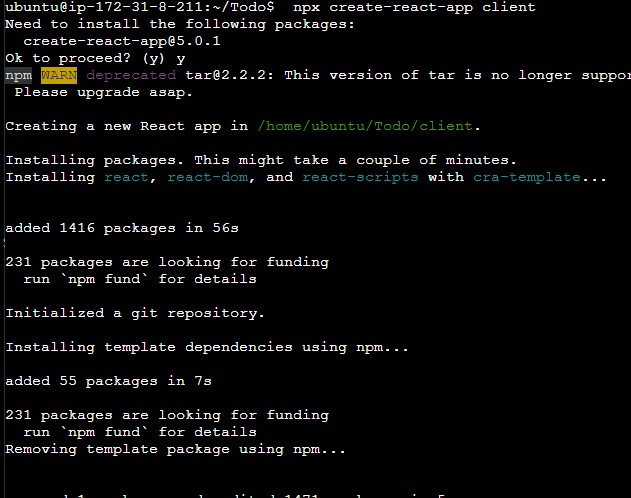 ubuntu@ip-172-31-8-211:~/Todo$  npx create-react-app client
Need to install the following packages:
  create-react-app@5.0.1
Ok to proceed? (y) y
npm WARN deprecated tar@2.2.2: This version of tar is no longer
 Please upgrade asap.

Creating a new React app in /home/ubuntu/Todo/client.

Installing packages. This might take a couple of minutes.
Installing react, react-dom, and react-scripts with cra-template...

added 1416 packages in 56s

231 packages are looking for funding
  run `npm fund` for details

Initialized a git repository.

Installing template dependencies using npm...

added 55 packages in 7s

231 packages are looking for funding
  run `npm fund` for details
Removing template package using npm...